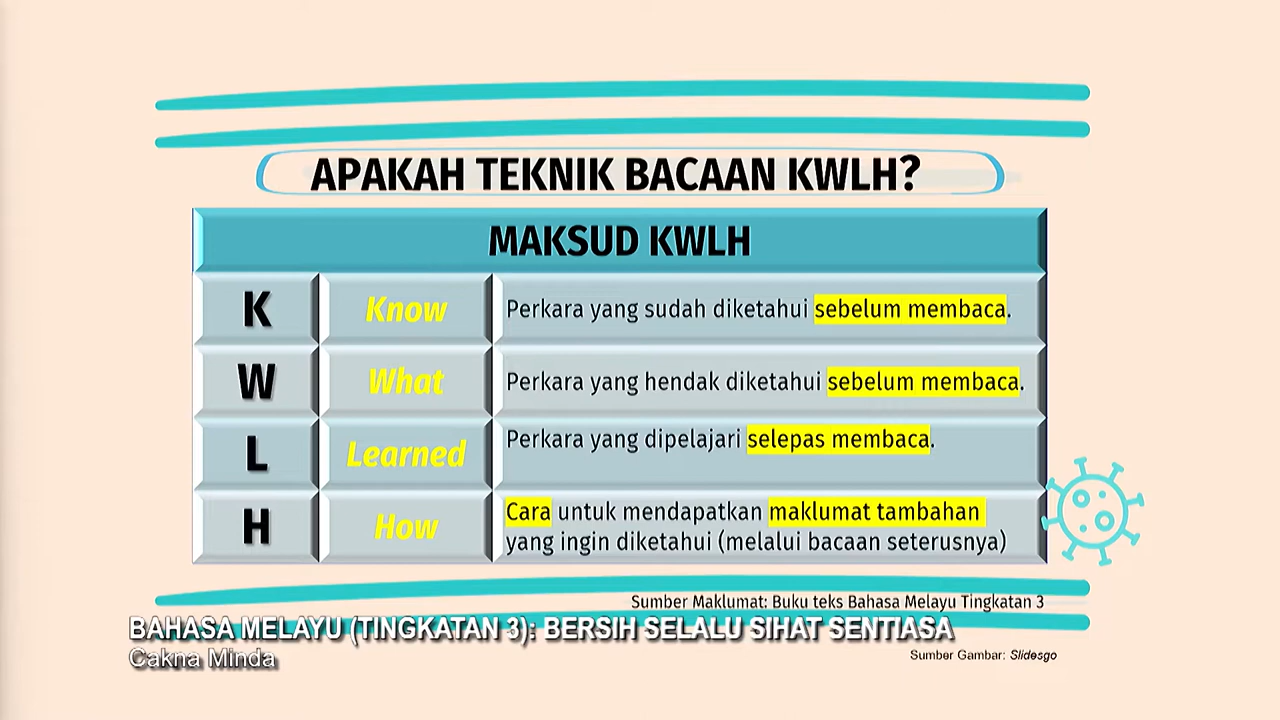 APAKAH TEKNIK BACAAN KWLH?
MAKSUD KWLH
K Know Perkara yang sudah diketahui sebelum membaca.
W What Perkara yang hendak diketahui sebelum membaca.
L Learned Perkara yang dipelajari selepas membaca.
H How Cara untuk mendapatkan maklumat tambahan
yang ingin diketahui (melalui bacaan seterusnya)
Sumber Maklumat: Buku teks Bahasa Melayu Tingkatan 3
BAHASA MELAYU (TINGKATAN 3): BERSIH SELALU SIHAT SENTIASA
Cakna Minda
Sumber Gambar: Slidesgo